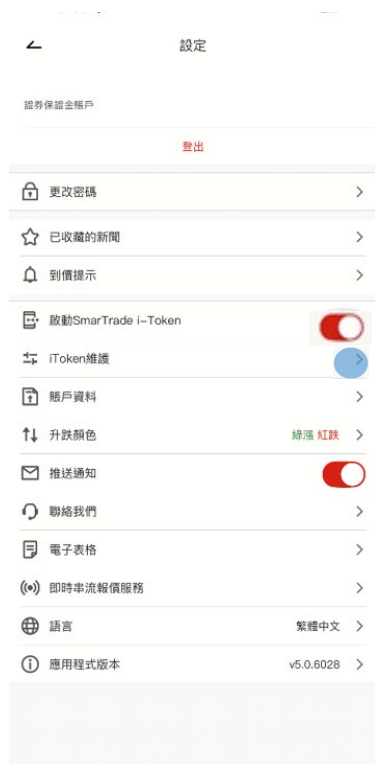 設定
證券保證金賬戶
登出
更改密碼
已收藏的新聞
到價提示
啟動SmarTrade i-Token
iToken維護
賬戶資料
升跌顏色 綠漲 紅跌
推送通知
聯絡我們
電子表格
即時串流報價服務
語言 繁體中文
應用程式版本 v5.0.6028